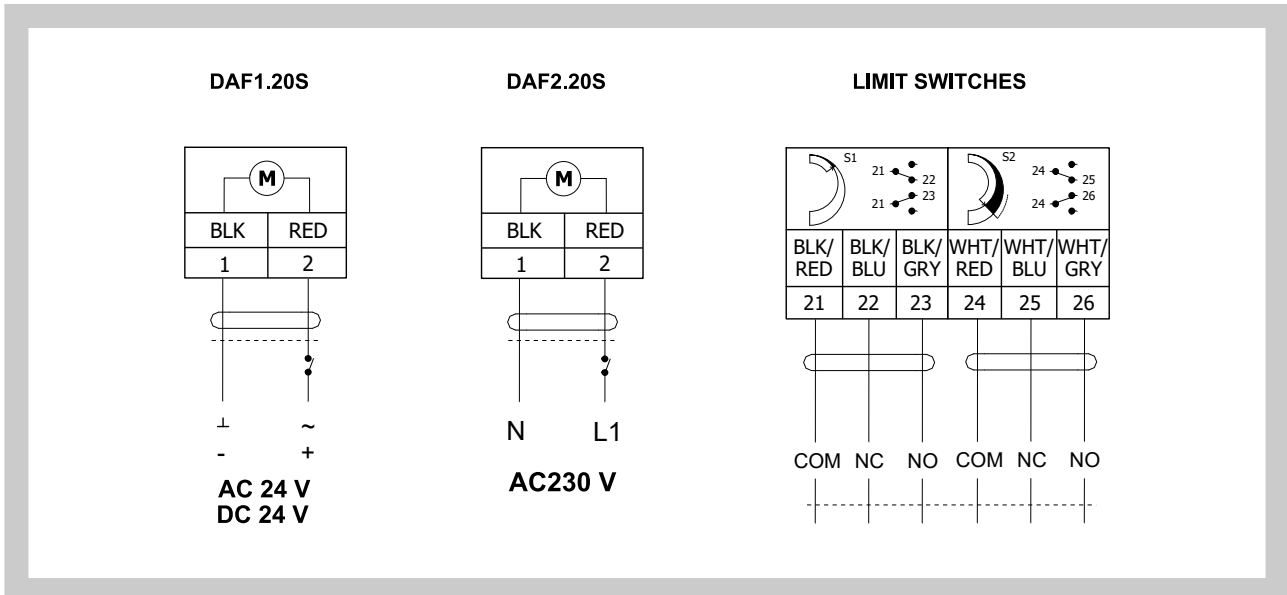 DAF1.20S
M
BLK RED
1 2
⊥ ~
- +
AC 24 V
DC 24 V
DAF2.20S
M
BLK RED
1 2
N L1
AC230 V
LIMIT SWITCHES
S1 S2
21 22 24 25
21 23 24 26
BLK/ BLK/ BLK/ WHT/ WHT/ WHT/
RED BLU GRY RED BLU GRY
21 22 23 24 25 26
COM NC NO COM NC NO